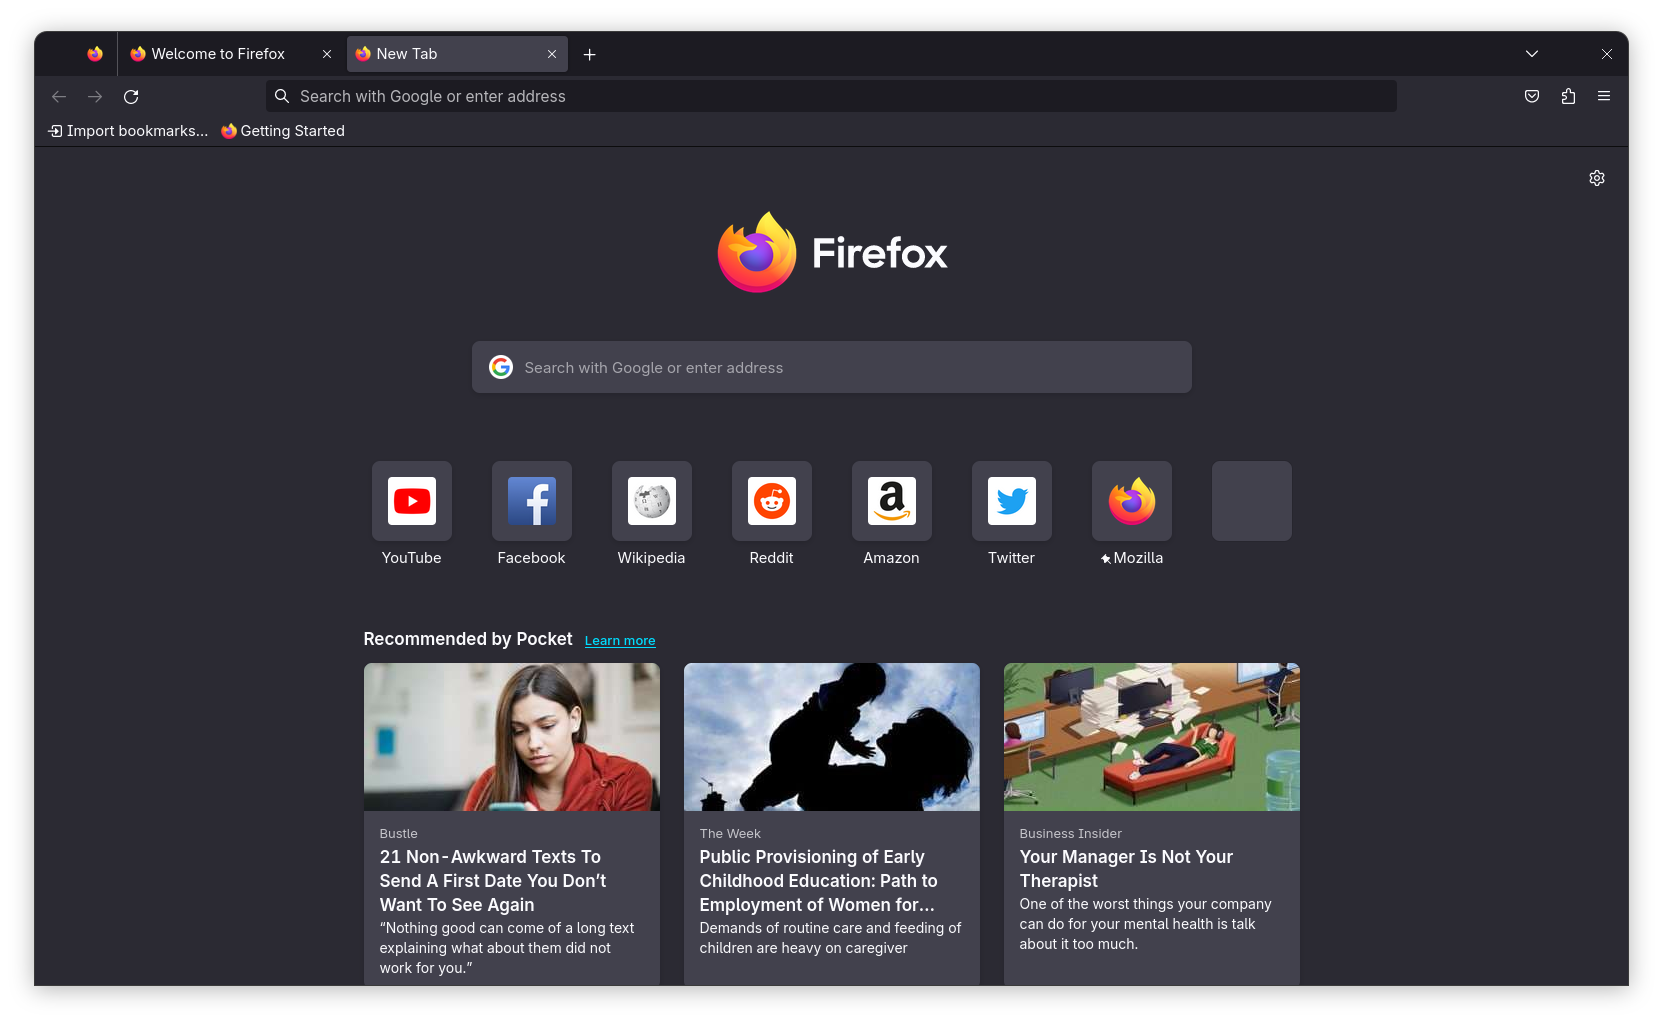 Welcome to Firefox
New Tab
Search with Google or enter address
Import bookmarks...
Getting Started
Firefox
Search with Google or enter address
YouTube
Facebook
Wikipedia
Reddit
Amazon
Twitter
Mozilla
Recommended by Pocket Learn more
Bustle
21 Non-Awkward Texts To
Send A First Date You Don’t
Want To See Again
“Nothing good can come of a long text
explaining what about them did not
work for you.”
The Week
Public Provisioning of Early
Childhood Education: Path to
Employment of Women for...
Demands of routine care and feeding of
children are heavy on caregiver
Business Insider
Your Manager Is Not Your
Therapist
One of the worst things your company
can do for your mental health is talk
about it too much.